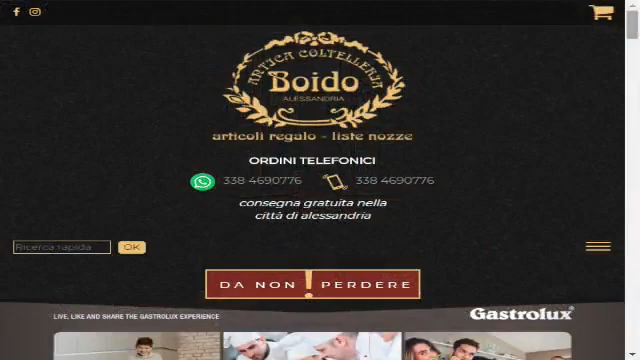 ANTICA COLTELLERIA
Boido
ALESSANDRIA
articoli regalo - liste nozze
ORDINI TELEFONICI
338 4690776 338 4690776
consegna gratuita nella
città di alessandria
Ricerca rapida OK
DA NON ! PERDERE
LIVE, LIKE AND SHARE THE GASTROLUX EXPERIENCE
Gastrolux®